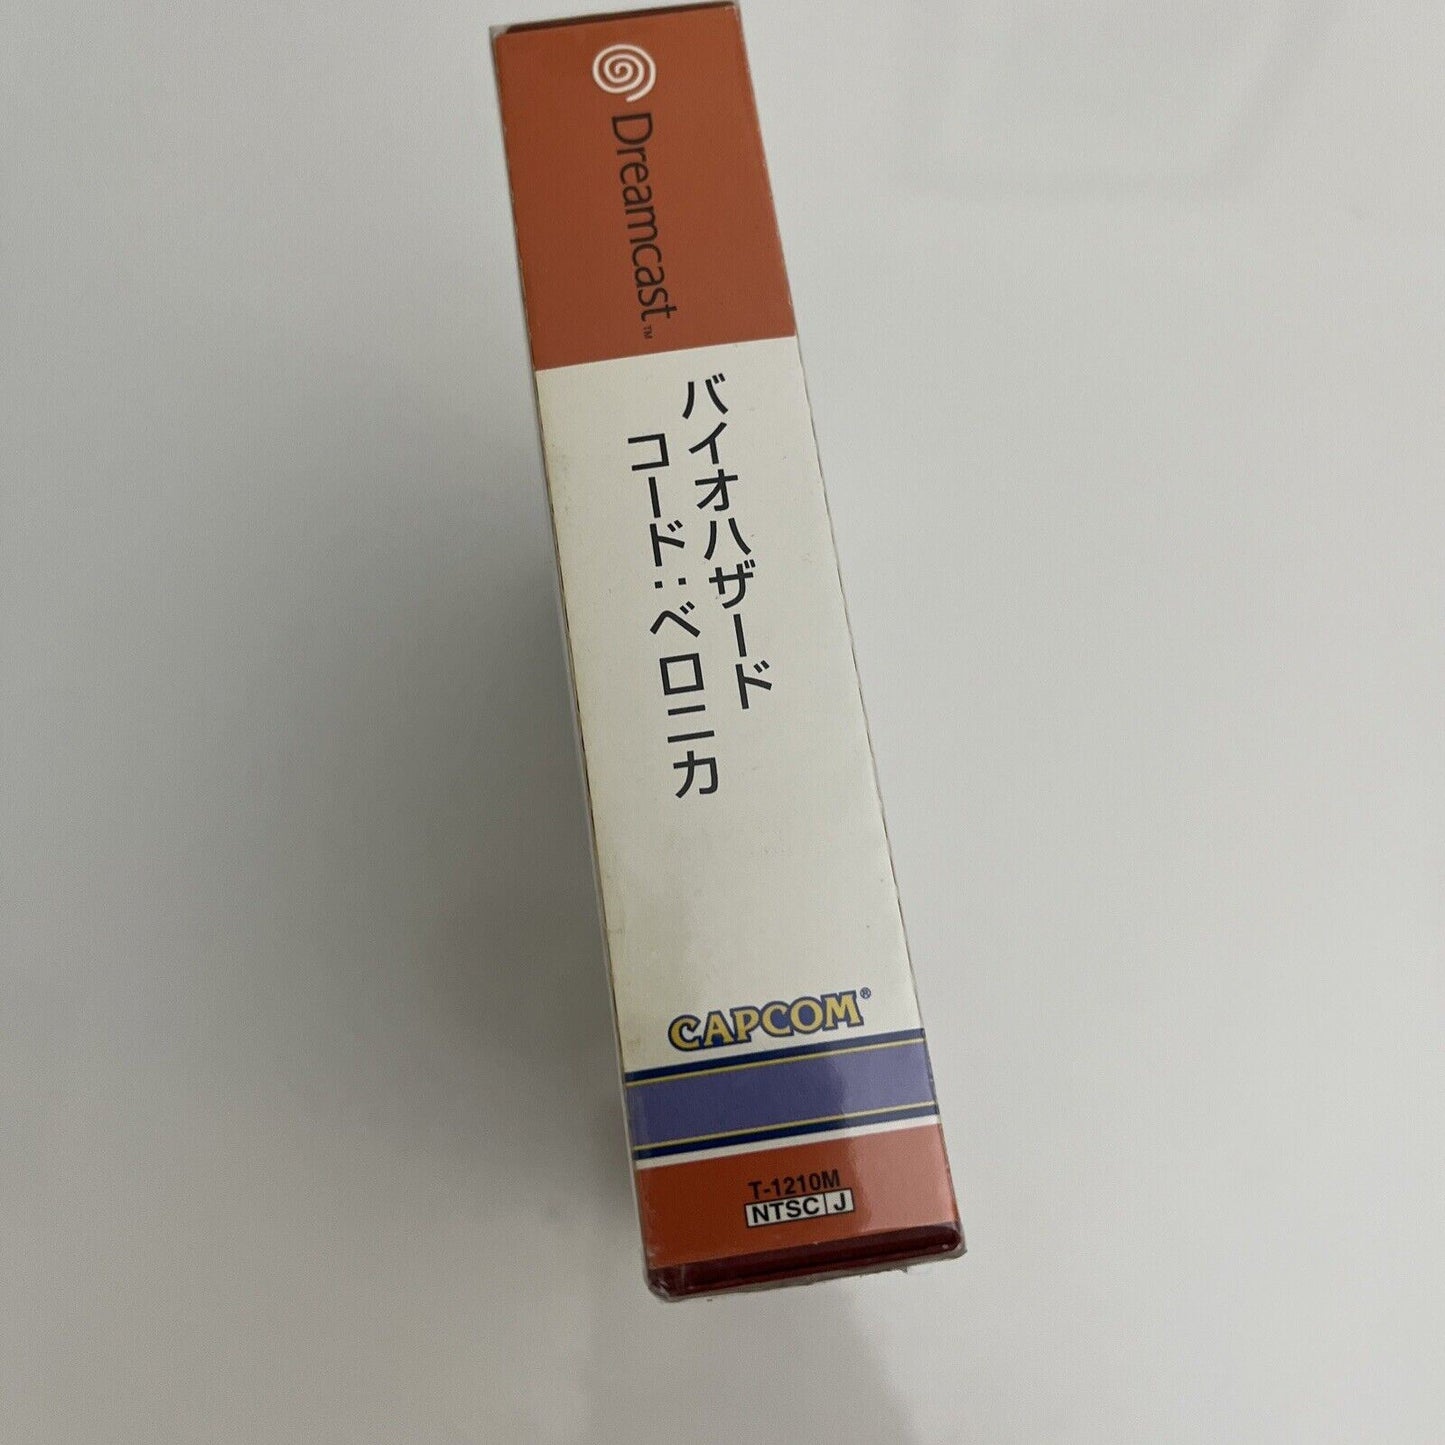 Dreamcast™
バイオハザード
コード:ベロニカ
CAPCOM®
T-1210M
NTSC J